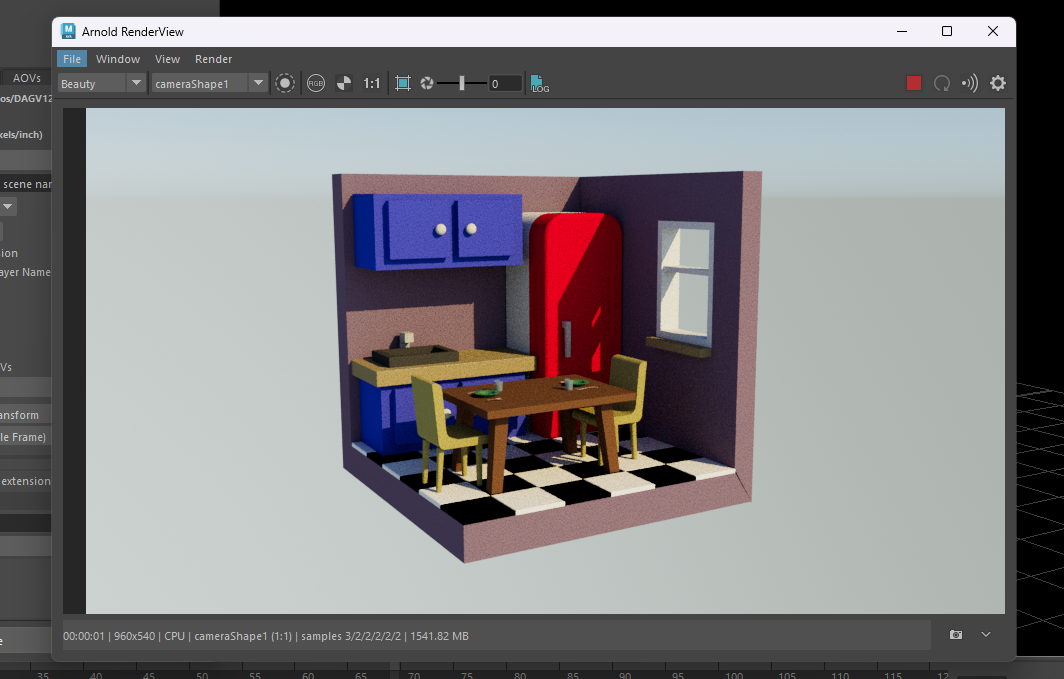 M
Arnold RenderView
File Window View Render
AOVs
Beauty cameraShape1 RGB 1:1 0 LOG
os/DAGV12
xels/inch)
scene nar
sion
ayer Name
Vs
ansform
le Frame)
extension
00:00:01 | 960x540 | CPU | cameraShape1 (1:1) | samples 3/2/2/2/2/2 | 1541.82 MB
e
35 40 45 50 55 60 65 70 75 80 85 90 95 100 105 110 115 12